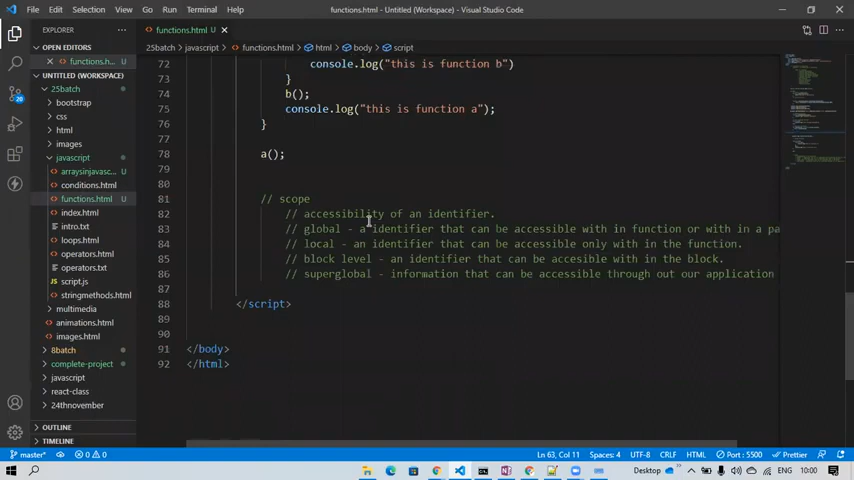 File Edit Selection View Go Run Terminal Help
functions.html - Untitled (Workspace) - Visual Studio Code
EXPLORER
OPEN EDITORS
functions.h... U
UNTITLED (WORKSPACE)
25batch
bootstrap
css
html
images
javascript
arraysinjavasc... U
conditions.html
functions.html U
index.html
intro.txt
loops.html
operators.html
operators.txt
script.js
stringmethods.html
multimedia
animations.html
images.html
8batch
complete-project
javascript
react-class
24thnovember
OUTLINE
TIMELINE
functions.html U
25batch > javascript > functions.html > html > body > script
72 console.log("this is function b")
73 }
74 b();
75 console.log("this is function a");
76 }
77
78 a();
79
80
81 // scope
82 // accessibility of an identifier.
83 // global - a identifier that can be accessible with in function or with in a pa
84 // local - an identifier that can be accessible only with in the function.
85 // block level - an identifier that can be accesible with in the block.
86 // superglobal - information that can be accessible through out our application
87
88 </script>
89
90
91 </body>
92 </html>
20
master* 0 0 Ln 63, Col 11 Spaces: 4 UTF-8 CRLF HTML Port : 5500 Prettier
Desktop ENG 10:00